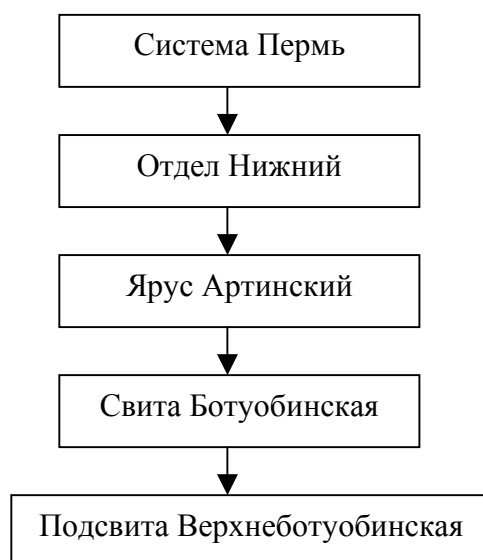 Система Пермь
Отдел Нижний
Ярус Артинский
Свита Ботуобинская
Подсвита Верхнеботуобинская